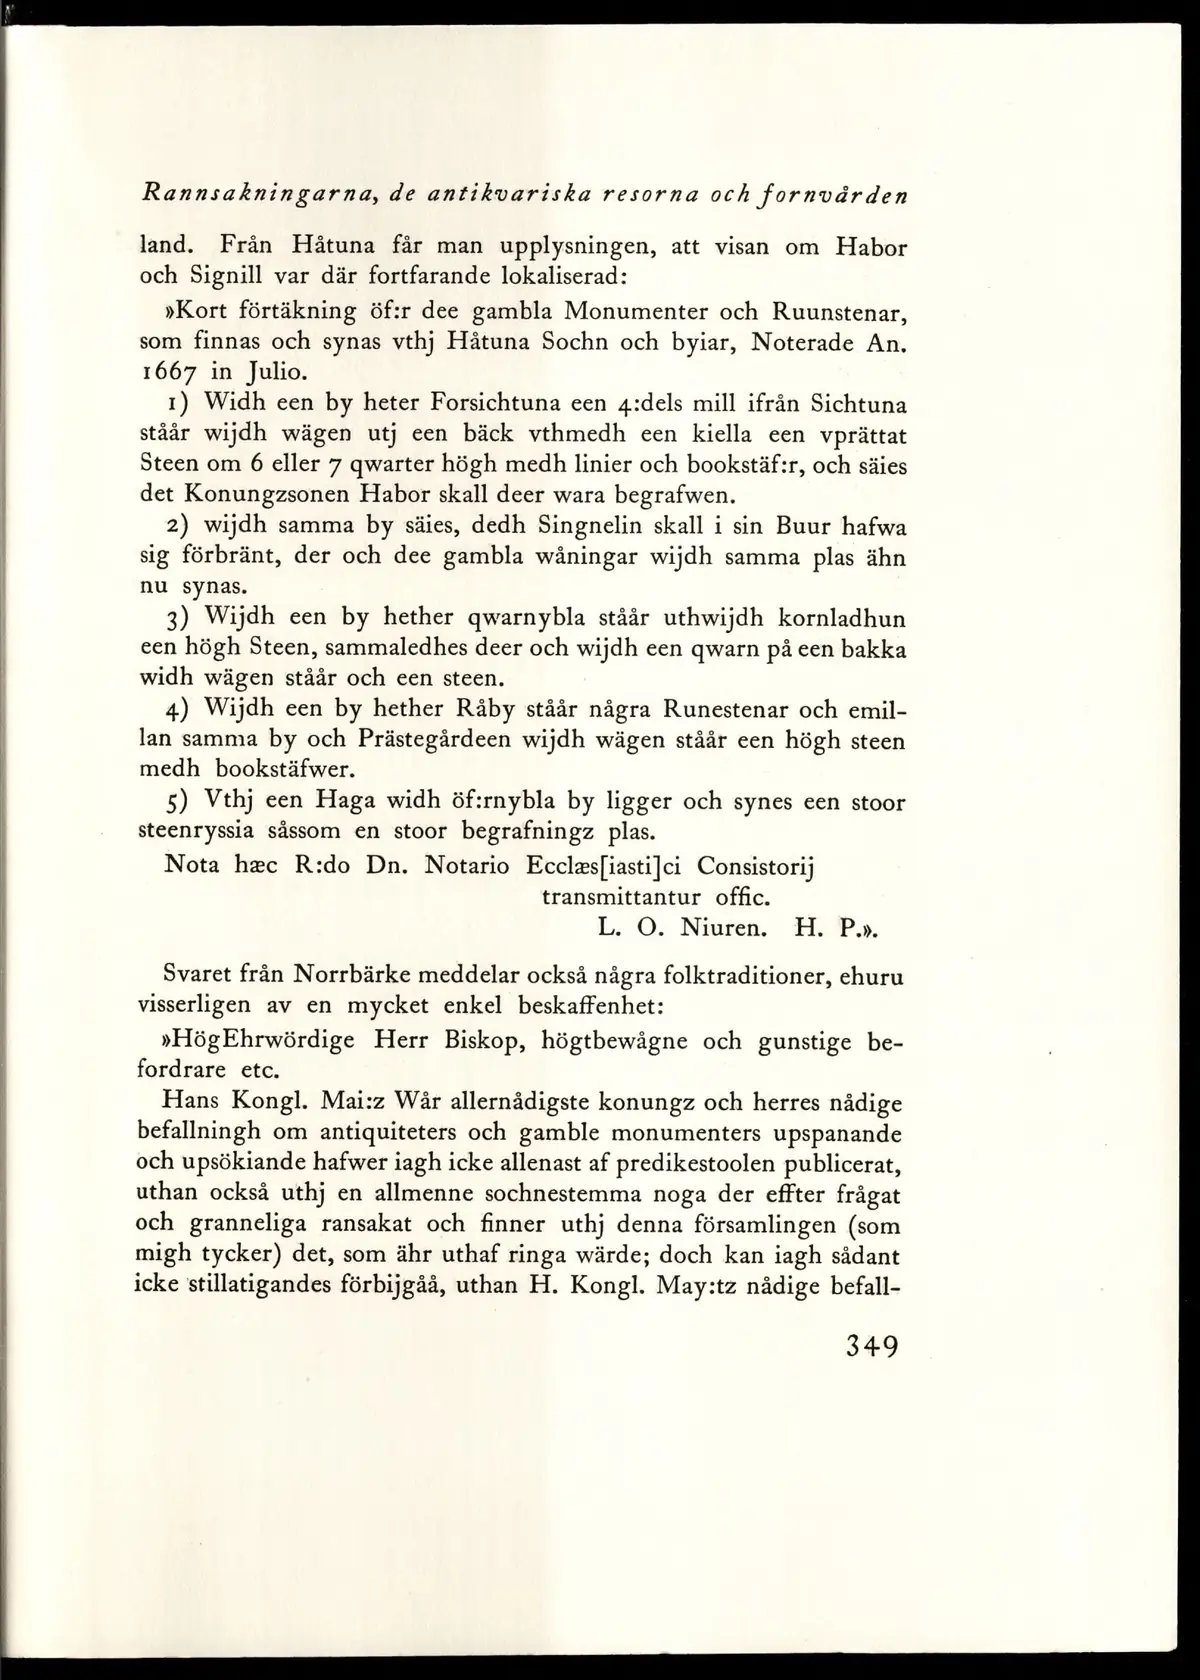 Rannsakningarna, de antikvariska resorna och fornvården
land. Från Håtuna får man upplysningen, att visan om Habor
och Signill var där fortfarande lokaliserad:
»Kort förtäkning öf:r dee gambla Monumenter och Ruunstenar,
som finnas och synas vthj Håtuna Sochn och byiar, Noterade An.
1667 in Julio.
1) Widh een by heter Forsichtuna een 4:dels mill ifrån Sichtuna
ståår wijdh wägen utj een bäck vthmedh een kiella een vprättat
Steen om 6 eller 7 qwarter högh medh linier och bookstäf:r, och säies
det Konungzsonen Habor skall deer wara begrafwen.
2) wijdh samma by säies, dedh Singnelin skall i sin Buur hafwa
sig förbränt, der och dee gambla wåningar wijdh samma plas ähn
nu synas.
3) Wijdh een by hether qwarnybla ståår uthwijdh kornladhun
een högh Steen, sammaledhes deer och wijdh een qwarn på een bakka
widh wägen ståår och een steen.
4) Wijdh een by hether Råby ståår några Runestenar och emil-
lan samma by och Prästegårdeen wijdh wägen ståår een högh steen
medh bookstäfwer.
5) Vthj een Haga widh öf:rnybla by ligger och synes een stoor
steenryssia såssom en stoor begrafningz plas.
Nota hæc R:do Dn. Notario Ecclæs[iasti]ci Consistorij
transmittantur offic.
L. O. Niuren. H. P.».
Svaret från Norrbärke meddelar också några folktraditioner, ehuru
visserligen av en mycket enkel beskaffenhet:
»HögEhrwördige Herr Biskop, högtbewågne och gunstige be-
fordrare etc.
Hans Kongl. Mai:z Wår allernådigste konungz och herres nådige
befallningh om antiquiteters och gamble monumenters upspanande
och upsökiande hafwer iagh icke allenast af predikestoolen publicerat,
uthan också uthj en allmenne sochnestemma noga der effter frågat
och granneliga ransakat och finner uthj denna församlingen (som
migh tycker) det, som ähr uthaf ringa wärde; doch kan iagh sådant
icke stillatigandes förbijgåå, uthan H. Kongl. May:tz nådige befall-
349